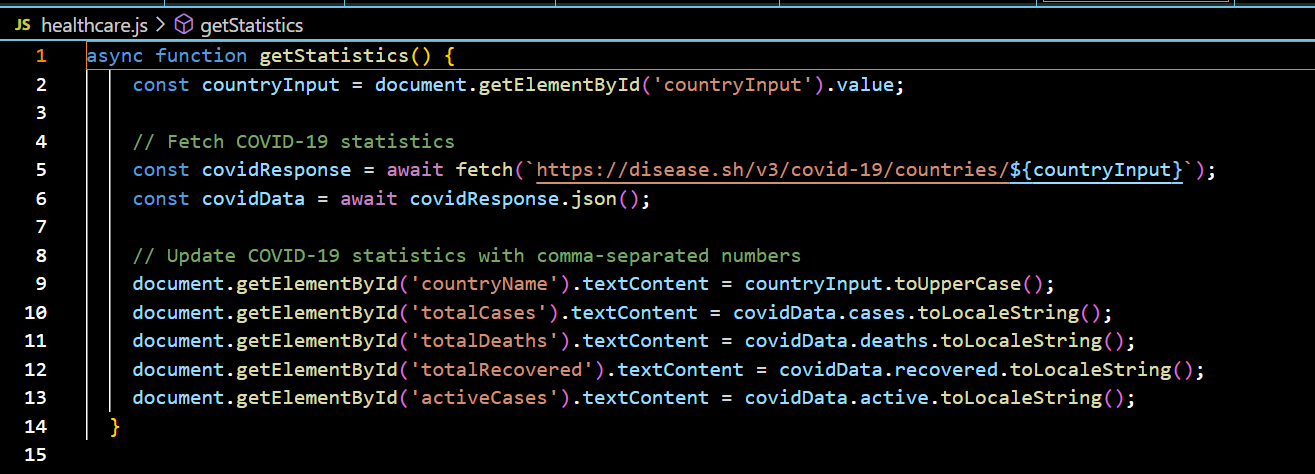 JS healthcare.js > getStatistics
1 async function getStatistics() {
2 const countryInput = document.getElementById('countryInput').value;
3
4 // Fetch COVID-19 statistics
5 const covidResponse = await fetch(`https://disease.sh/v3/covid-19/countries/${countryInput}`);
6 const covidData = await covidResponse.json();
7
8 // Update COVID-19 statistics with comma-separated numbers
9 document.getElementById('countryName').textContent = countryInput.toUpperCase();
10 document.getElementById('totalCases').textContent = covidData.cases.toLocaleString();
11 document.getElementById('totalDeaths').textContent = covidData.deaths.toLocaleString();
12 document.getElementById('totalRecovered').textContent = covidData.recovered.toLocaleString();
13 document.getElementById('activeCases').textContent = covidData.active.toLocaleString();
14 }
15